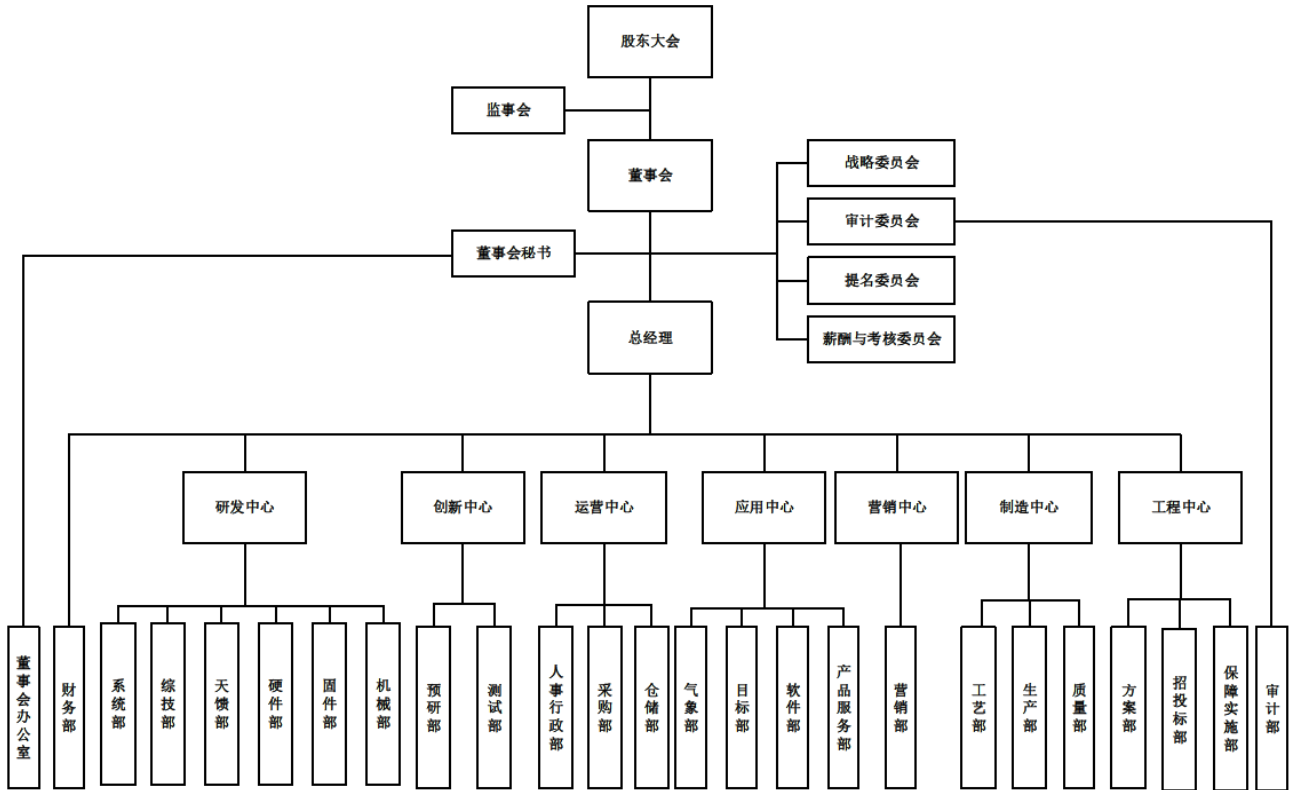 股东大会
监事会
董事会
战略委员会
审计委员会
董事会秘书
提名委员会
总经理
薪酬与考核委员会
研发中心
创新中心
运营中心
应用中心
营销中心
制造中心
工程中心
董事会办公室
财务部
系统部
综技部
天馈部
硬件部
固件部
机械部
预研部
测试部
人事行政部
采购部
仓储部
气象部
目标部
软件部
产品服务部
营销部
工艺部
生产部
质量部
方案部
招投标部
保障实施部
审计部